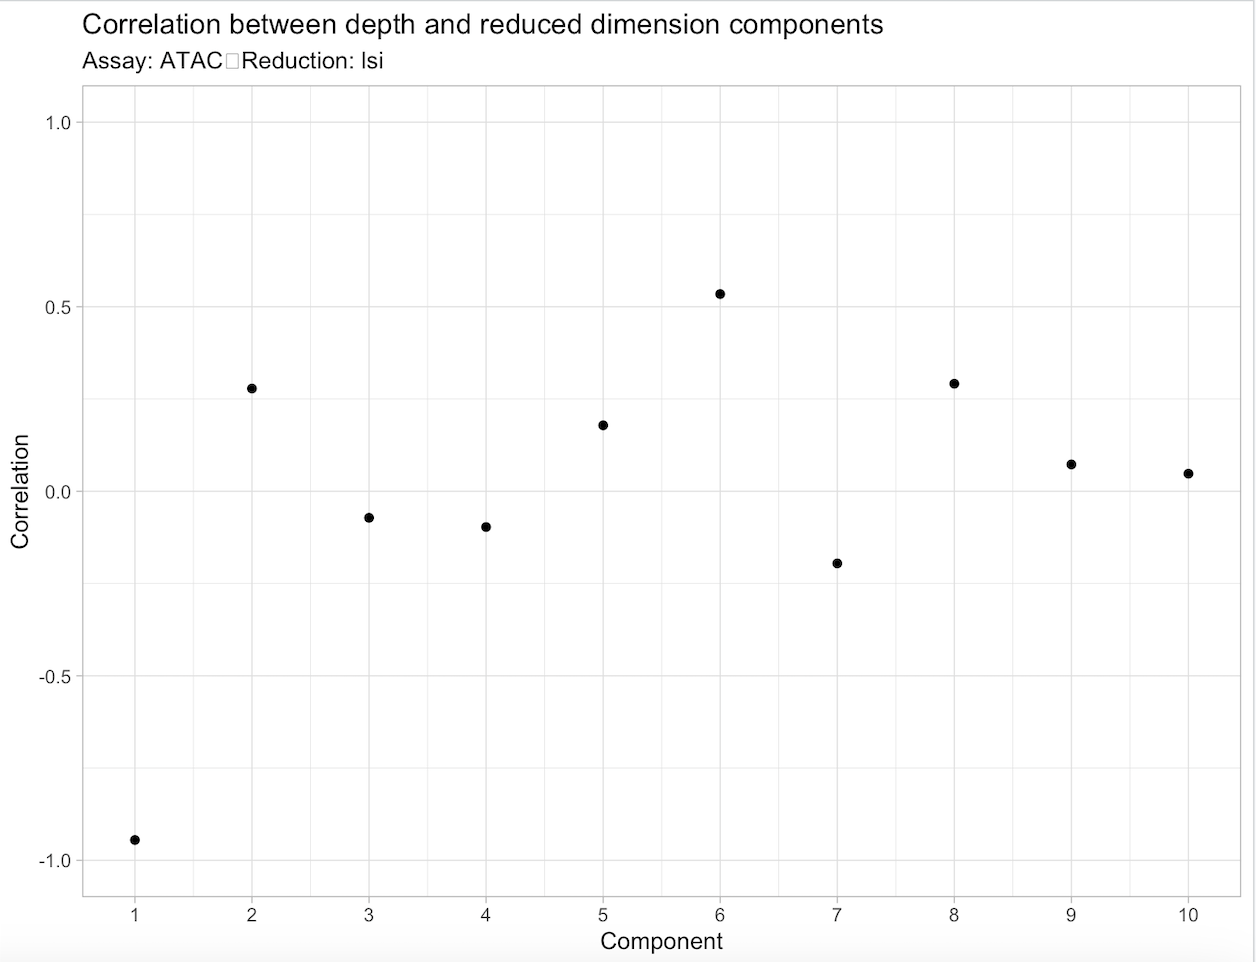 Correlation between depth and reduced dimension components
Assay: ATAC□Reduction: lsi
1.0
0.5
0.0
-0.5
-1.0
Correlation
1 2 3 4 5 6 7 8 9 10
Component